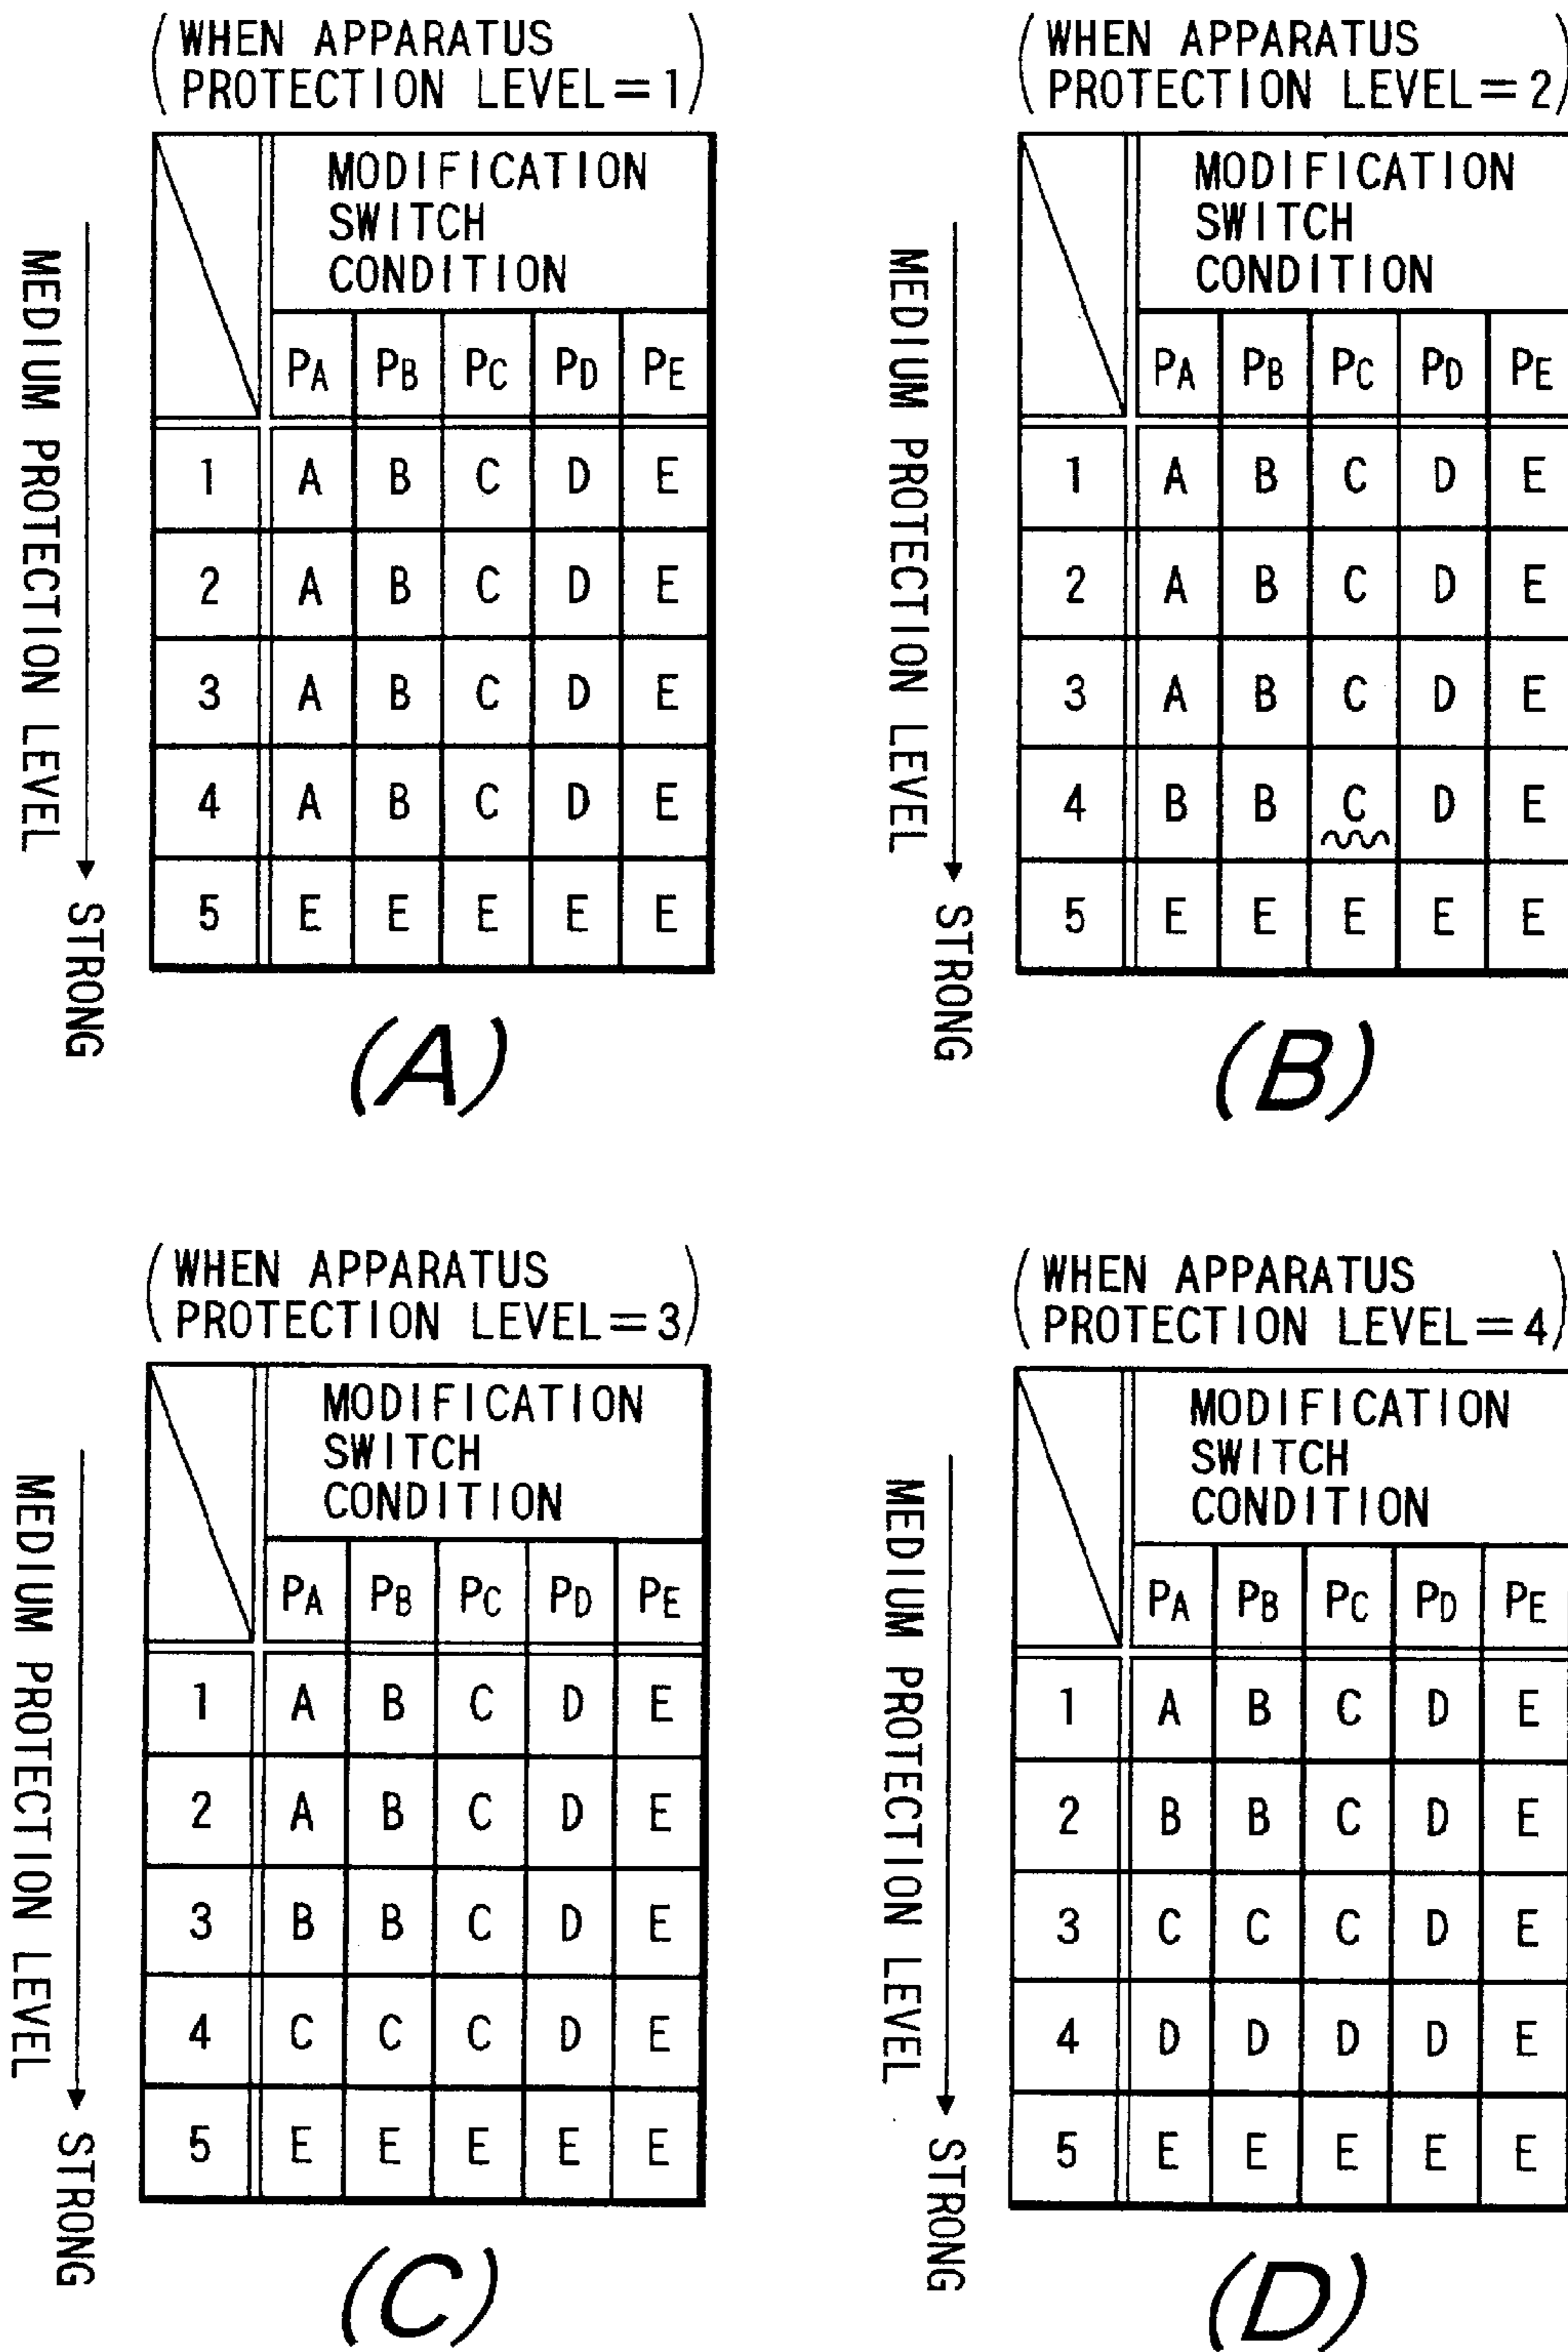 (WHEN APPARATUS
PROTECTION LEVEL=1)
MODIFICATION
SWITCH
CONDITION
PA PB PC PD PE
1 A B C D E
2 A B C D E
3 A B C D E
4 A B C D E
5 E E E E E
MEDIUM PROTECTION LEVEL
STRONG
(A)
(WHEN APPARATUS
PROTECTION LEVEL=2)
MODIFICATION
SWITCH
CONDITION
PA PB PC PD PE
1 A B C D E
2 A B C D E
3 A B C D E
4 B B C D E
5 E E E E E
MEDIUM PROTECTION LEVEL
STRONG
(B)
(WHEN APPARATUS
PROTECTION LEVEL=3)
MODIFICATION
SWITCH
CONDITION
PA PB PC PD PE
1 A B C D E
2 A B C D E
3 B B C D E
4 C C C D E
5 E E E E E
MEDIUM PROTECTION LEVEL
STRONG
(C)
(WHEN APPARATUS
PROTECTION LEVEL=4)
MODIFICATION
SWITCH
CONDITION
PA PB PC PD PE
1 A B C D E
2 B B C D E
3 C C C D E
4 D D D D E
5 E E E E E
MEDIUM PROTECTION LEVEL
STRONG
(D)